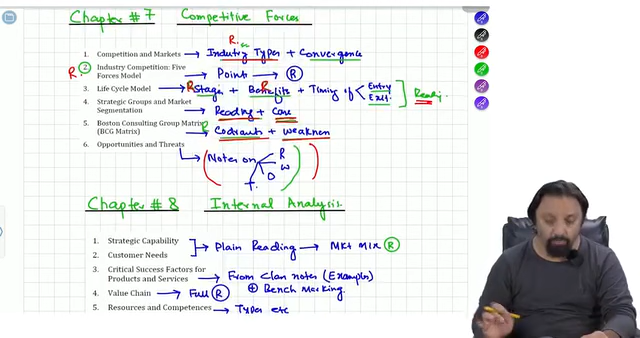 Chapter # 7 Competitive Forces
R.
1. Competition and Markets → Industry Types + Convergence
R. 2. Industry Competition: Five Forces Model → Point → R
3. Life Cycle Model → Stages + Benefits + Timing of < Entry Exit ] Reading
4. Strategic Groups and Market Segmentation → Reading + Case
5. Boston Consulting Group Matrix (BCG Matrix) → Codrants + Weakness
6. Opportunities and Threats → (Notes on R W O T)
Chapter # 8 Internal Analysis.
1. Strategic Capability
2. Customer Needs ] → Plain Reading → Mkt Mix R
3. Critical Success Factors for Products and Services → From Class notes (Examples)
4. Value Chain → Full R ⊕ Bench Marking.
5. Resources and Competences → Types etc